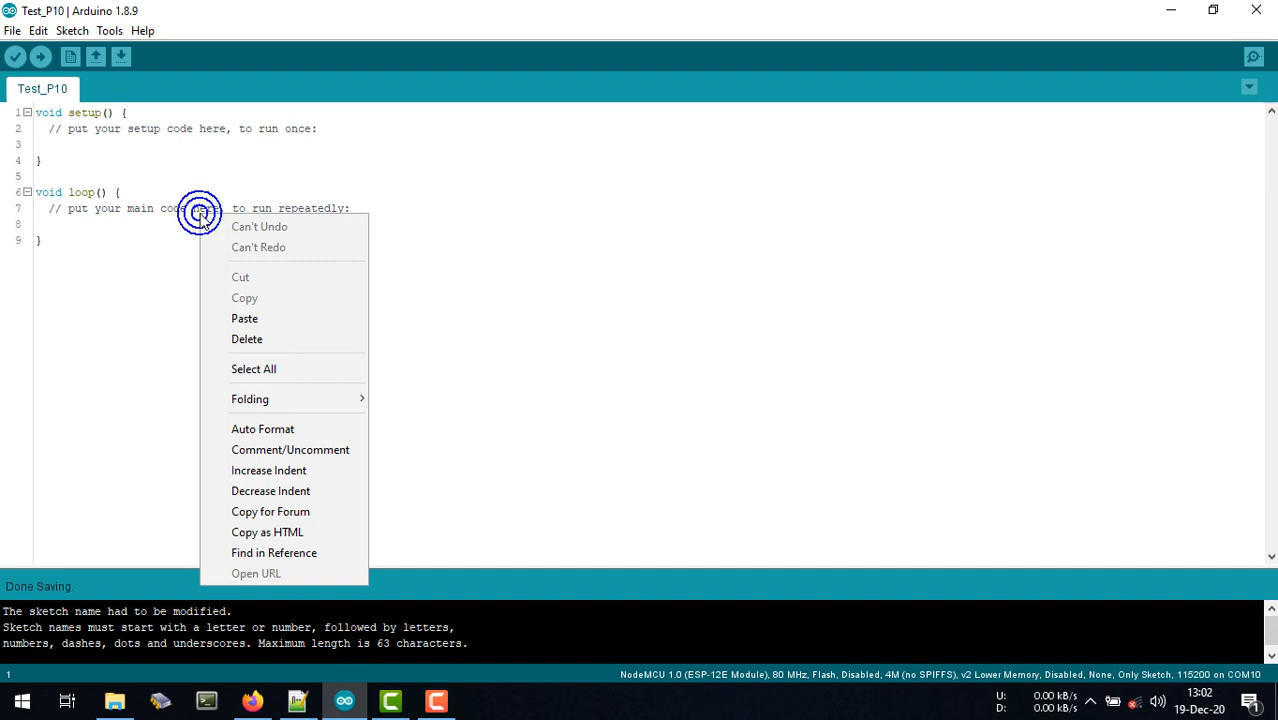 Test_P10 | Arduino 1.8.9
File Edit Sketch Tools Help
Test_P10
1 void setup() {
2 // put your setup code here, to run once:
3
4 }
5
6 void loop() {
7 // put your main code here, to run repeatedly:
8
9 }
Can't Undo
Can't Redo
Cut
Copy
Paste
Delete
Select All
Folding
Auto Format
Comment/Uncomment
Increase Indent
Decrease Indent
Copy for Forum
Copy as HTML
Find in Reference
Open URL
Done Saving.
The sketch name had to be modified.
Sketch names must start with a letter or number, followed by letters,
numbers, dashes, dots and underscores. Maximum length is 63 characters.
1 NodeMCU 1.0 (ESP-12E Module), 80 MHz, Flash, Disabled, 4M (no SPIFFS), v2 Lower Memory, Disabled, None, Only Sketch, 115200 on COM10
U: 0.00 kB/s
D: 0.00 kB/s
13:02
19-Dec-20
1